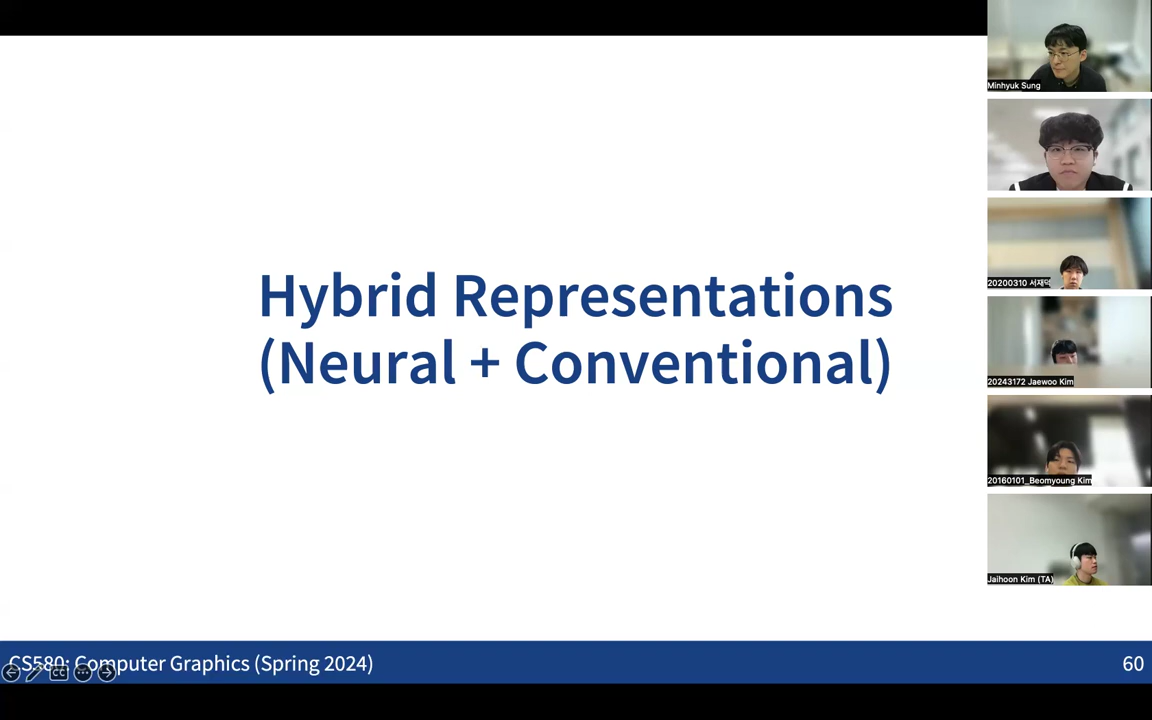 Hybrid Representations
(Neural + Conventional)
CS580: Computer Graphics (Spring 2024)
60
Minhyuk Sung
20200310 서재덕
20243172 Jaewoo Kim
20160101_Beomyoung Kim
Jaihoon Kim (TA)
CC